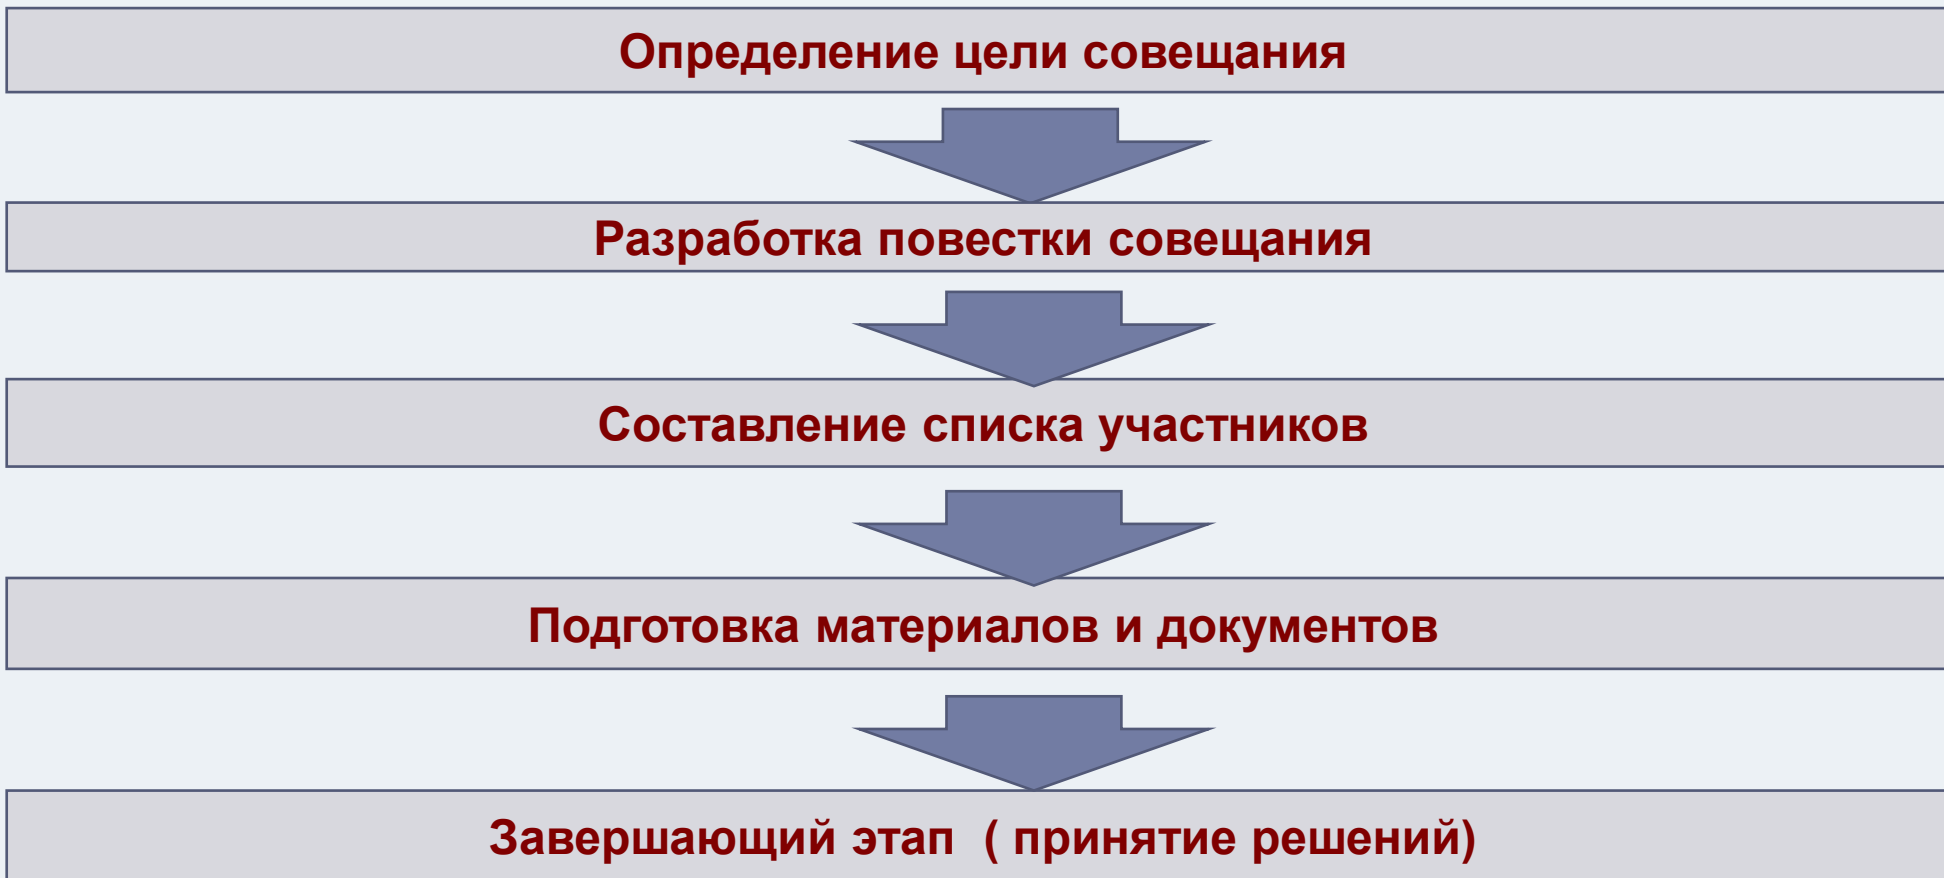 Определение цели совещания
Разработка повестки совещания
Составление списка участников
Подготовка материалов и документов
Завершающий этап ( принятие решений)